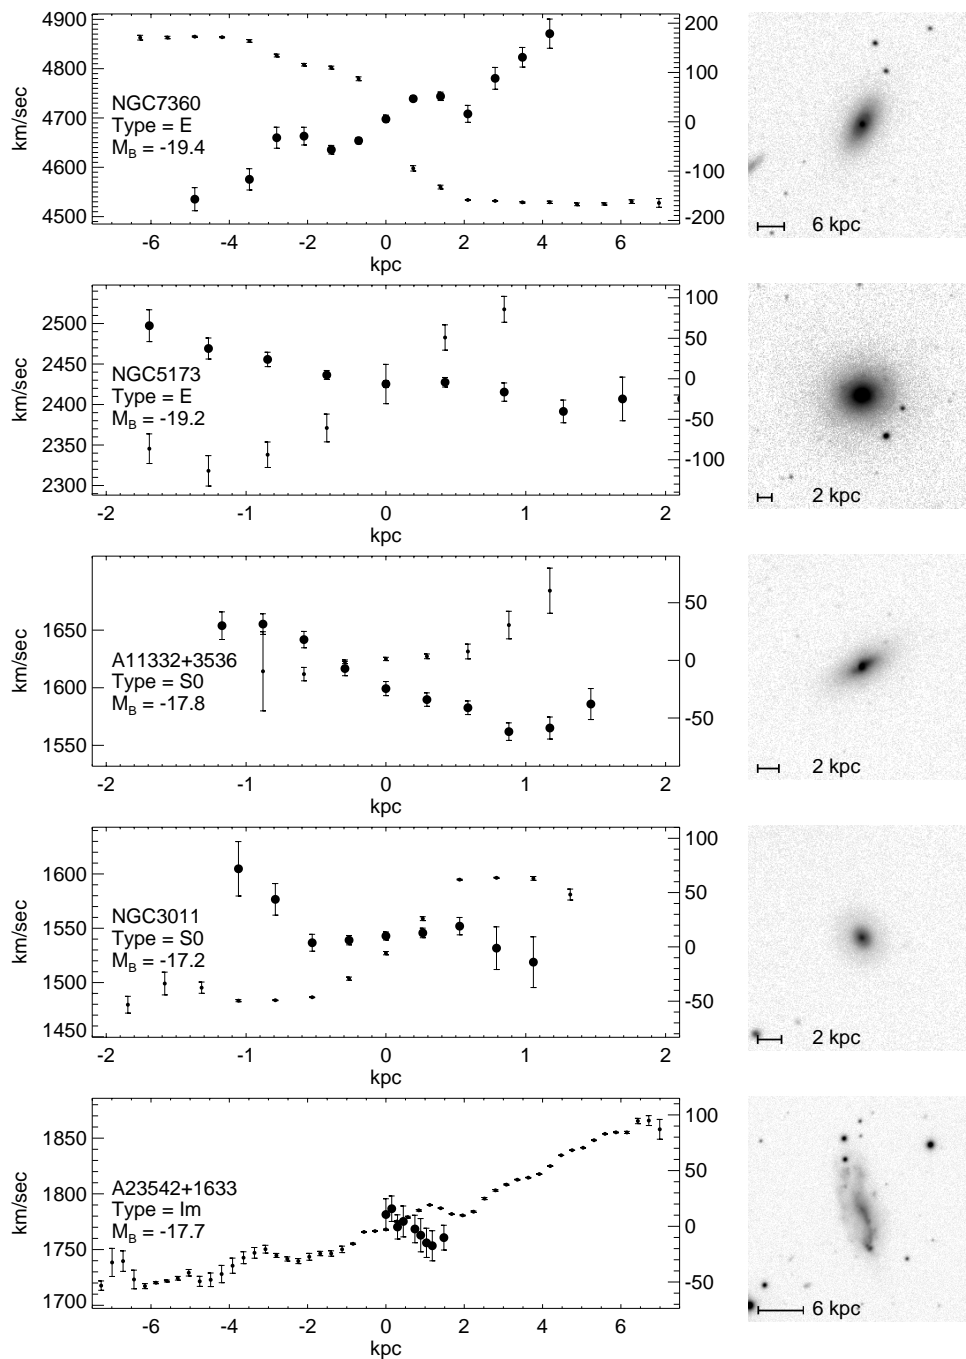 4900
4800
4700
4600
4500
km/sec
NGC7360
Type = E
M_B = -19.4
200
100
0
-100
-200
-6 -4 -2 0 2 4 6
kpc
6 kpc
2500
2450
2400
2350
2300
km/sec
NGC5173
Type = E
M_B = -19.2
100
50
0
-50
-100
-2 -1 0 1 2
kpc
2 kpc
1650
1600
1550
km/sec
A11332+3536
Type = S0
M_B = -17.8
50
0
-50
-2 -1 0 1 2
kpc
2 kpc
1600
1550
1500
1450
km/sec
NGC3011
Type = S0
M_B = -17.2
100
50
0
-50
-2 -1 0 1 2
kpc
2 kpc
1850
1800
1750
1700
km/sec
A23542+1633
Type = Im
M_B = -17.7
100
50
0
-50
-6 -4 -2 0 2 4 6
kpc
6 kpc